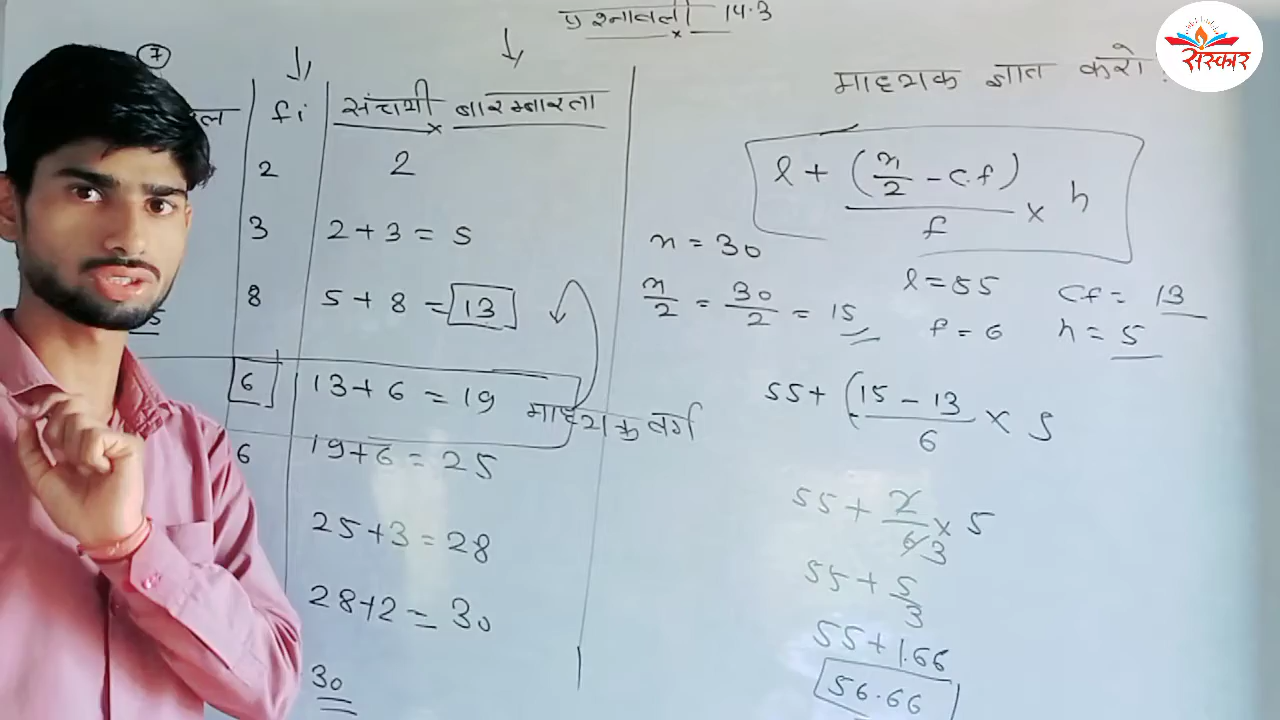 प्रश्नावली 14.3
संस्कार
7
माध्यक ज्ञात करो :
fi संचयी बारम्बारता
2 2
3 2 + 3 = 5
8 5 + 8 = 13
6 13 + 6 = 19 माध्यक वर्ग
6 19 + 6 = 25
25 + 3 = 28
28 + 2 = 30
30
l + (n/2 - c.f) / f × h
n = 30
n/2 = 30/2 = 15
l = 55 cf = 13
f = 6 h = 5
55 + (15 - 13 / 6 × 5
55 + 2/6 3 × 5
55 + 5/3
55 + 1.66
56.66